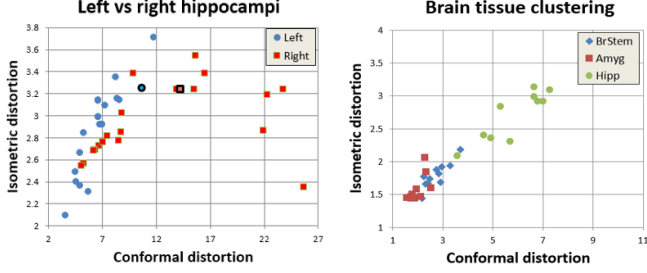 Left vs right hippocampi
3.8
3.6
3.4
3.2
3
2.8
2.6
2.4
2.2
2
Isometric distortion
Left
Right
2 7 12 17 22 27
Conformal distortion
Brain tissue clustering
4
3.5
3
2.5
2
1.5
1
Isometric distortion
BrStem
Amyg
Hipp
1 3 5 7 9 11
Conformal distortion